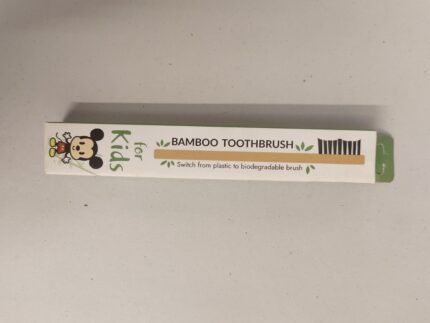 for
Kids
BAMBOO TOOTHBRUSH
Switch from plastic to biodegradable brush